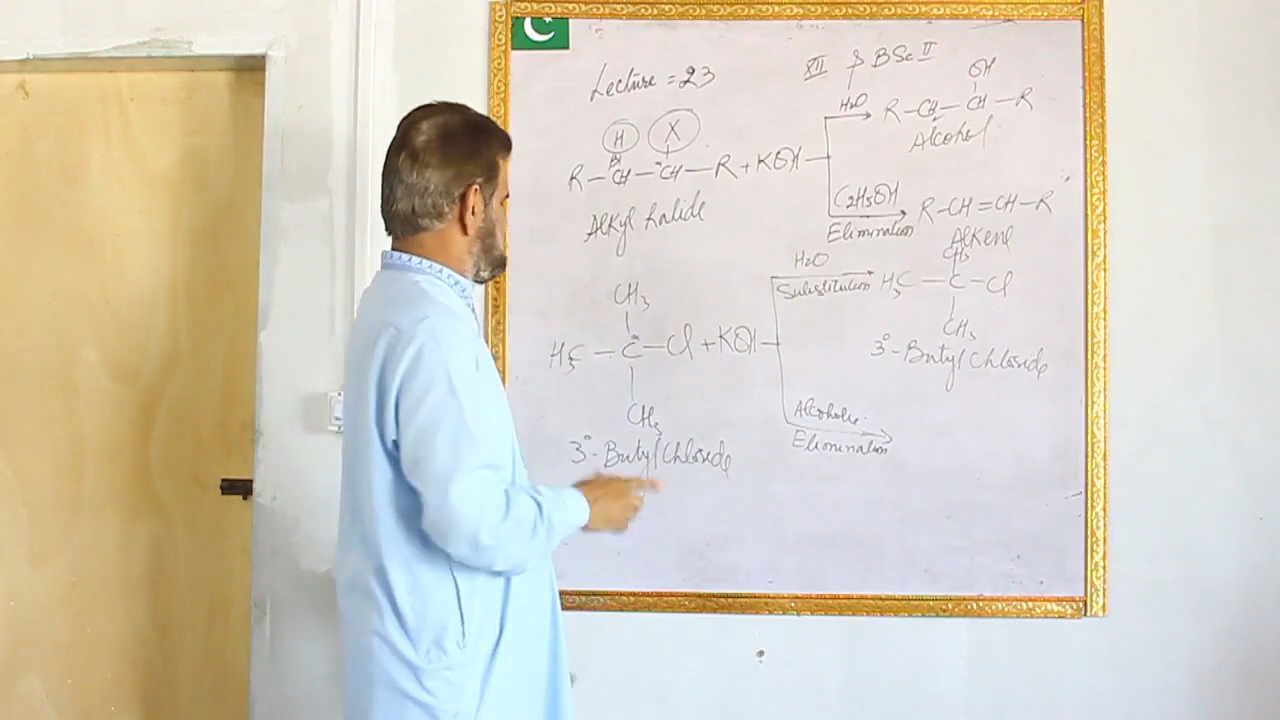 Lecture = 23
XII & BSc II
H X
R — CH — CH — R + KOH
βl α
Alkyl halide
H2O
OH
R — CH — CH — R
Alcohol
C2H5OH
Elimination
R — CH = CH — R
Alkene
CH3
H3C — C — Cl + KOH
CH3
3°- Butyl Chloride
H2O
Substitution
CH3
H3C — C — Cl
CH3
3°- Butyl Chloride
Alcoholic
Elimination